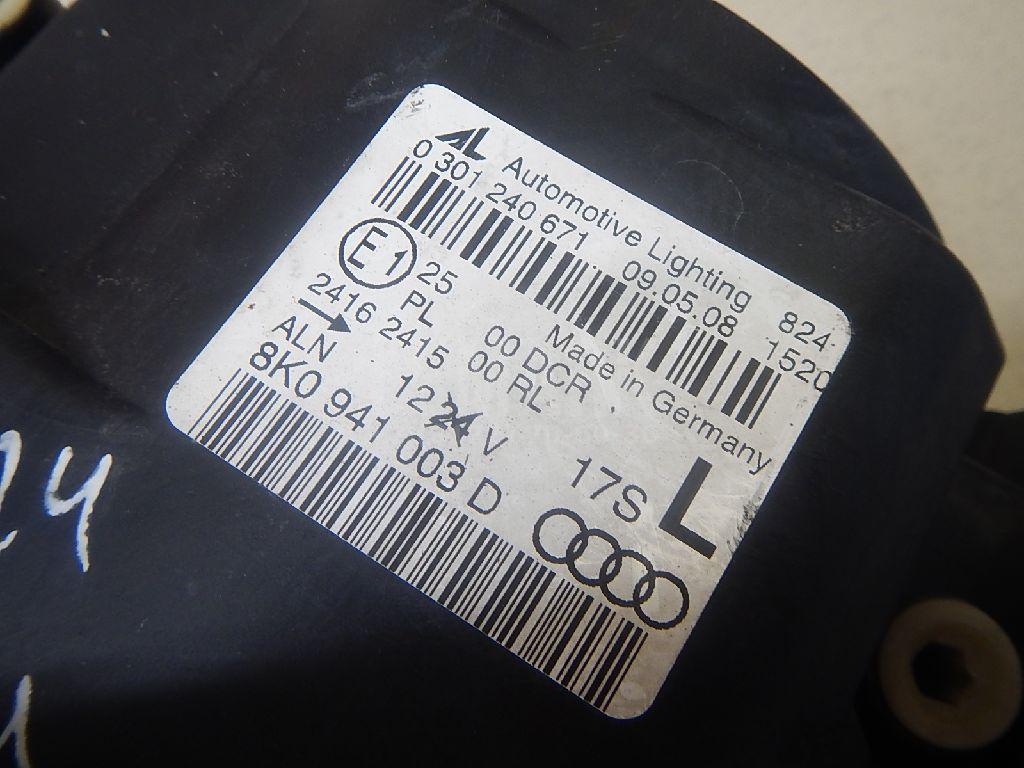 AL Automotive Lighting 824
0 301 240 671 09.05.08 1520
E1 25 Made in Germany
PL 00 DCR
2416 2415 00 RL
ALN 12 24 V 17S L
8K0 941 003 D
24